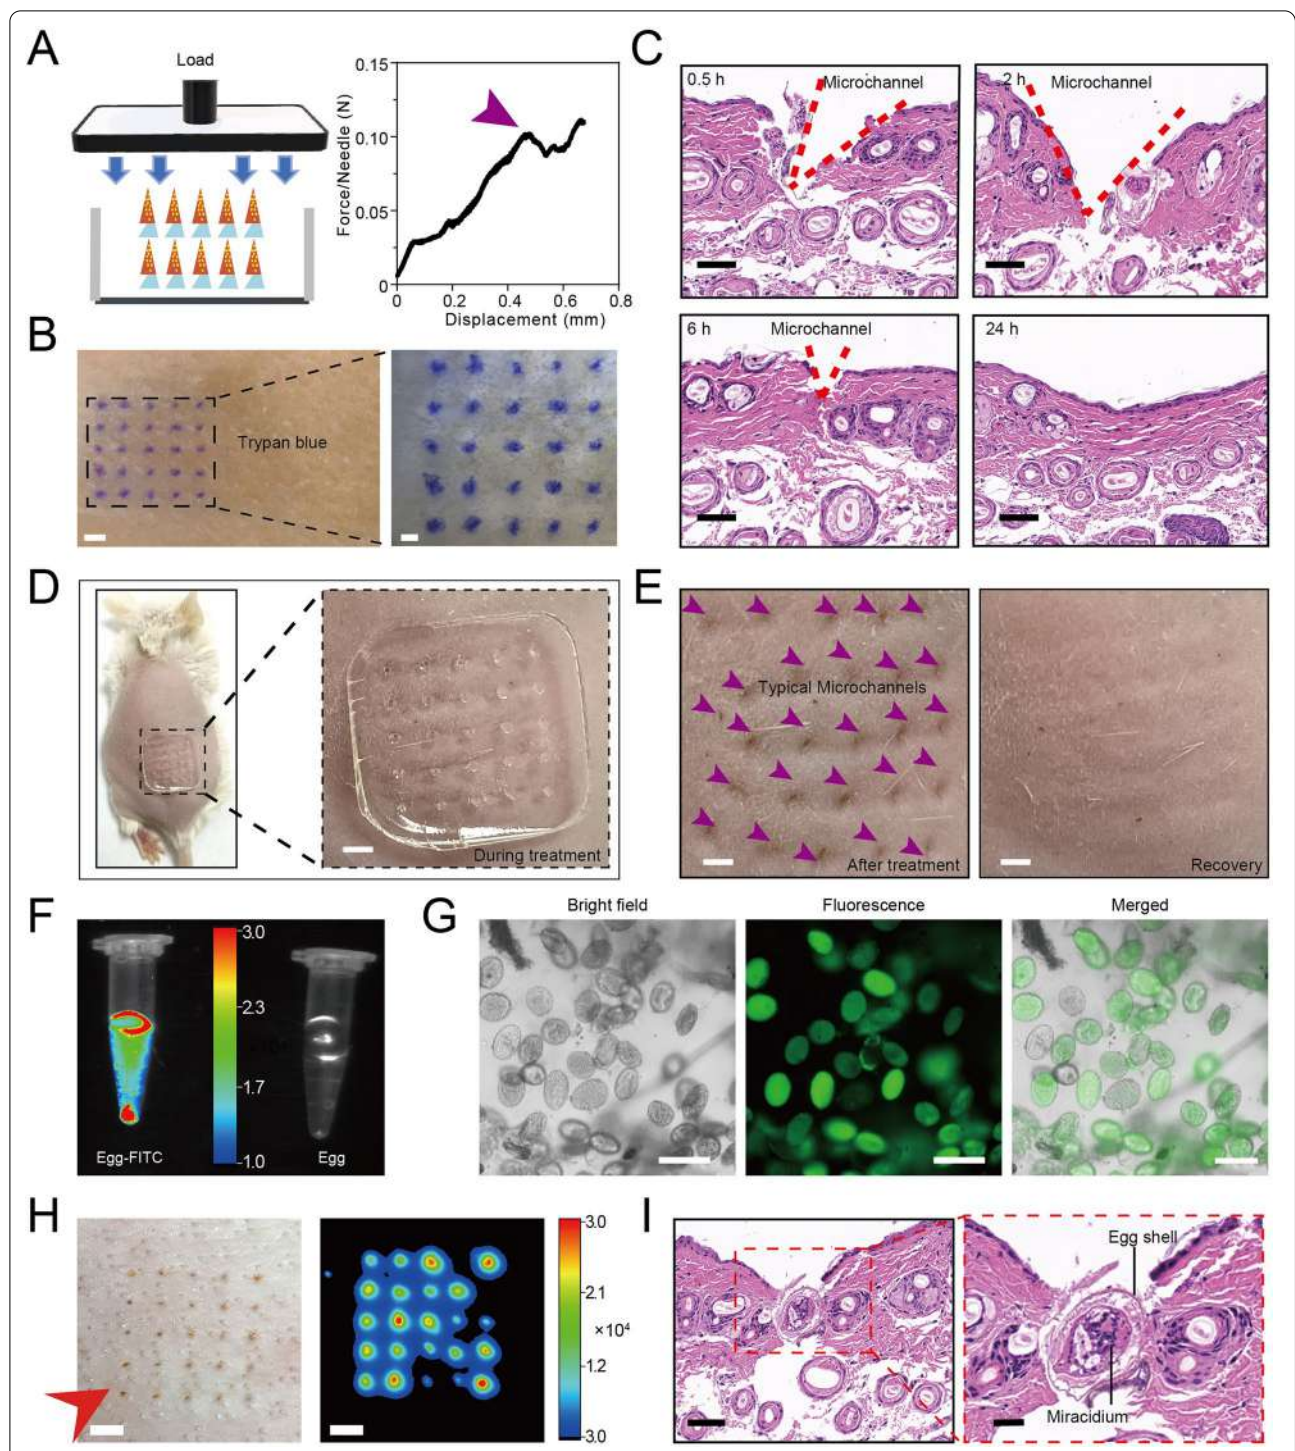 A
Load
Force/Needle (N)
0.15
0.10
0.05
0
0
0.2
0.4
0.6
0.8
Displacement (mm)
B
Trypan blue
C
0.5 h
Microchannel
2 h
Microchannel
6 h
Microchannel
24 h
D
During treatment
E
Typical Microchannels
After treatment
Recovery
F
3.0
2.3
1.7
1.0
Egg-FITC
Egg
G
Bright field
Fluorescence
Merged
H
3.0
2.1
×10⁴
1.2
3.0
I
Egg shell
Miracidium